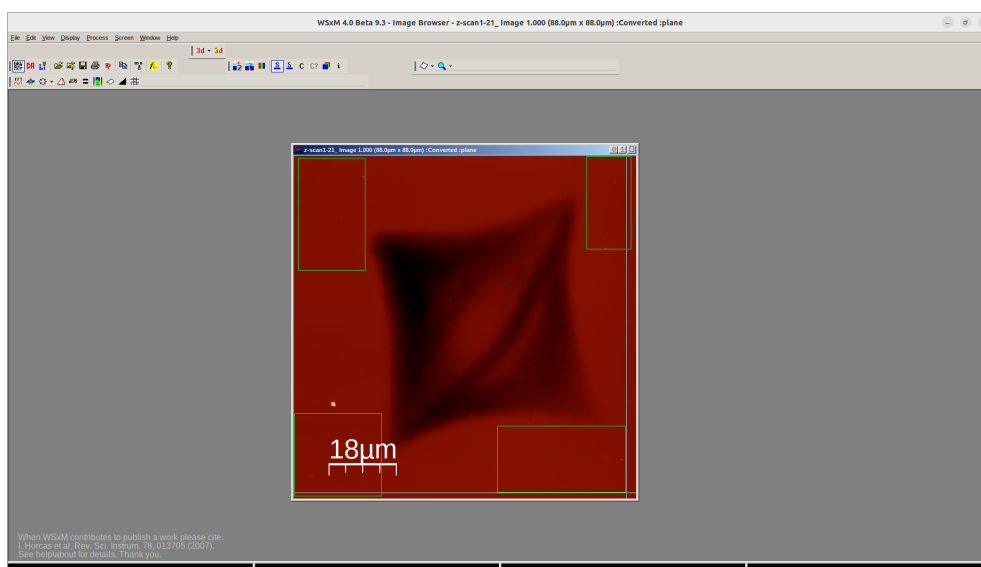 WSxM 4.0 Beta 9.3 - Image Browser - z-scan1-21_ Image 1.000 (88.0µm x 88.0µm) :Converted :plane
File Edit View Display Process Screen Window Help
3d - 3d
C C? i
z-scan1-21_ Image 1.000 (88.0µm x 88.0µm) :Converted :plane
18µm
When WSxM contributes to publish a work please cite:
I. Horcas et al. Rev. Sci. Instrum. 78, 013705 (2007).
See help\about for details. Thank you.